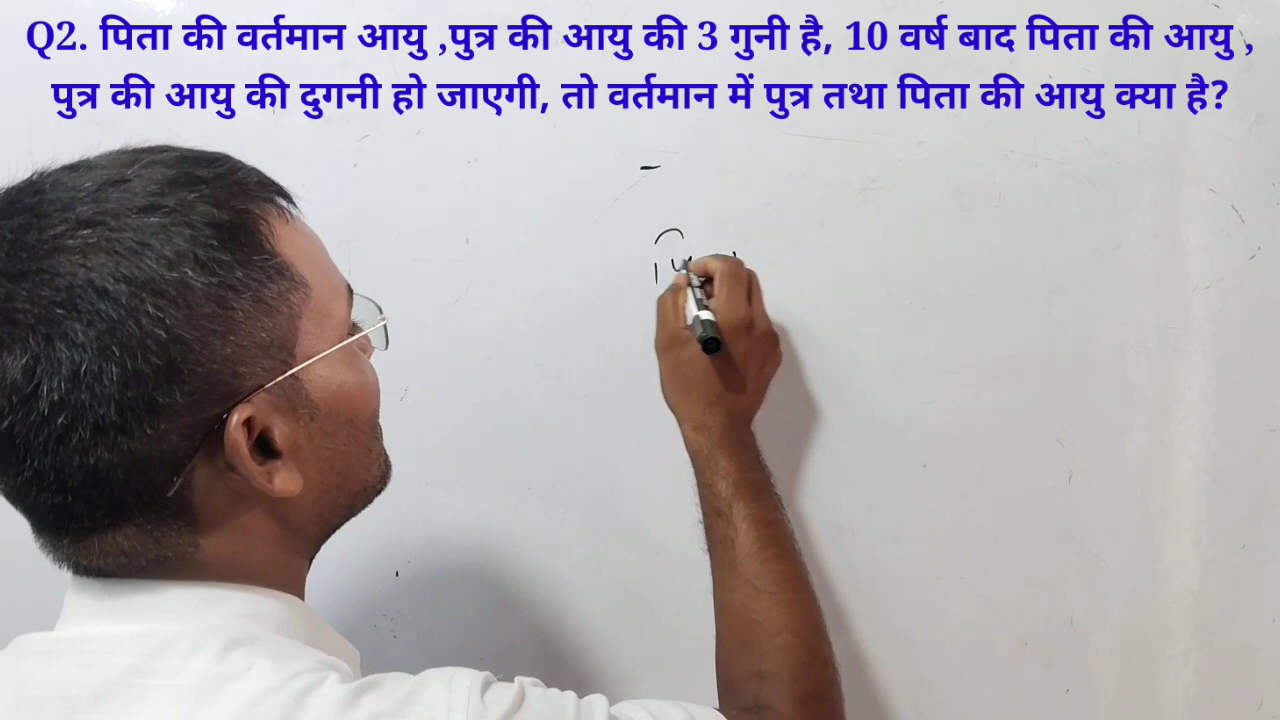 Q2. पिता की वर्तमान आयु ,पुत्र की आयु की 3 गुनी है, 10 वर्ष बाद पिता की आयु ,
पुत्र की आयु की दुगनी हो जाएगी, तो वर्तमान में पुत्र तथा पिता की आयु क्या है?